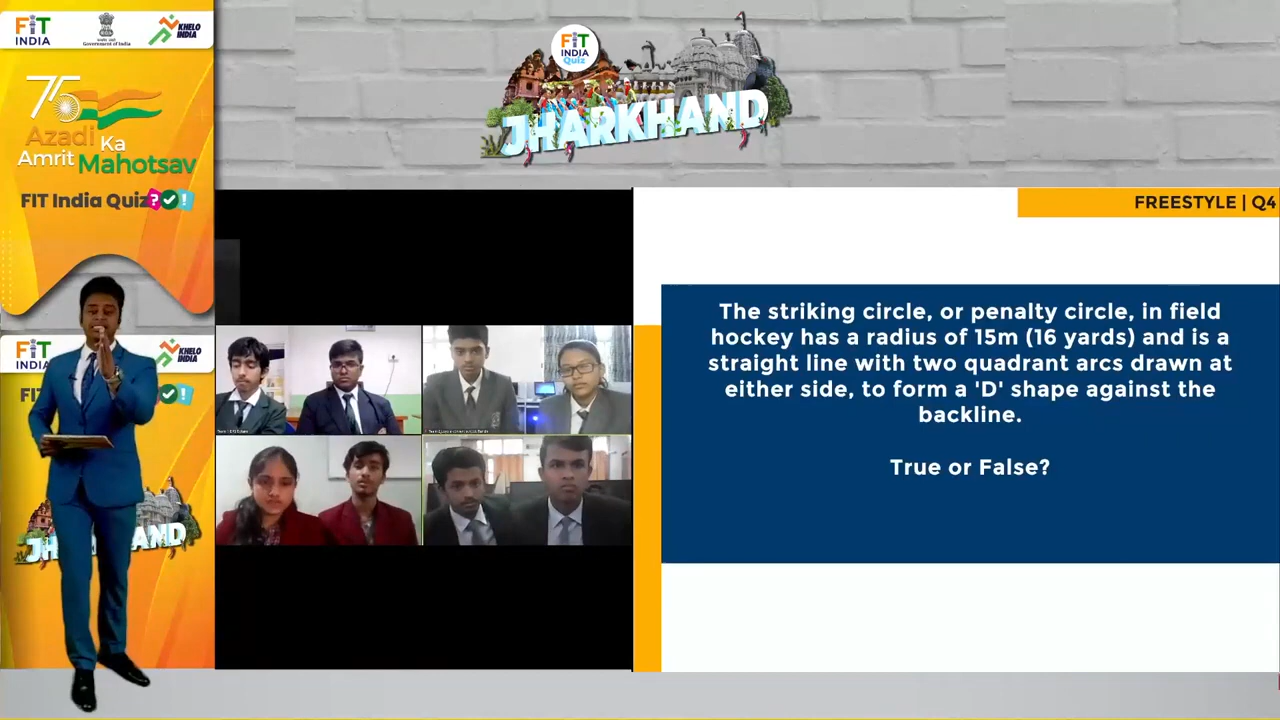 FiT
INDIA
Government of India
KHELO
INDIA
75
Azadi
Ka
Amrit
Mahotsav
FIT India Quiz?!
FiT
INDIA
Quiz
JHARKHAND
FREESTYLE | Q4
The striking circle, or penalty circle, in field
hockey has a radius of 15m (16 yards) and is a
straight line with two quadrant arcs drawn at
either side, to form a 'D' shape against the
backline.
True or False?
FiT
INDIA
KHELO
INDIA